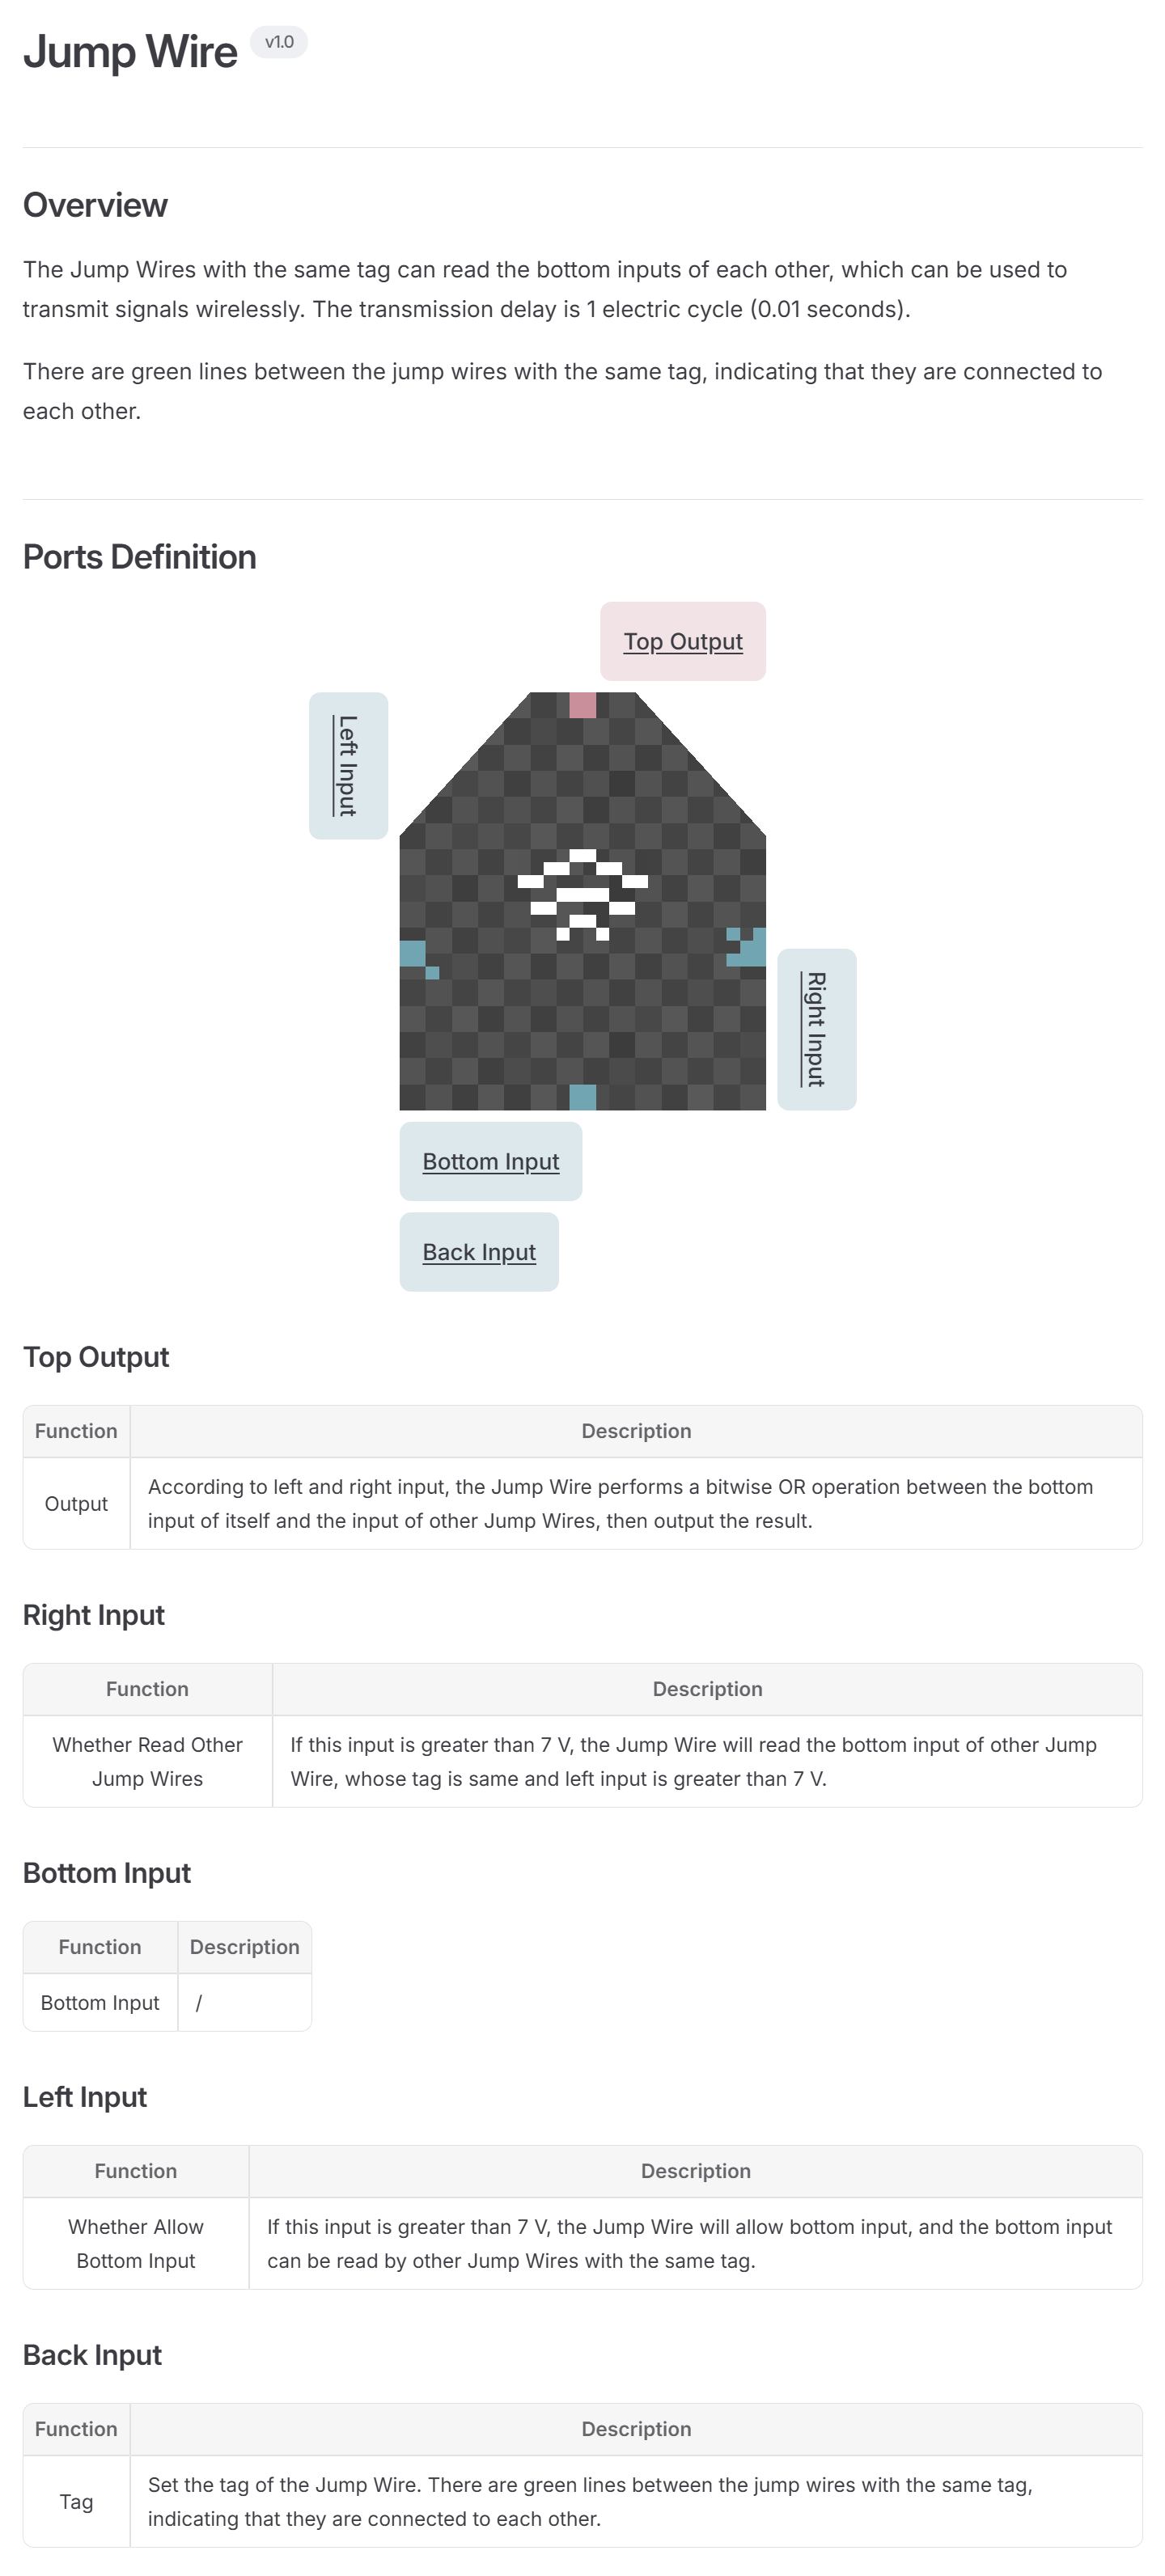 Jump Wire v1.0
Overview
The Jump Wires with the same tag can read the bottom inputs of each other, which can be used to
transmit signals wirelessly. The transmission delay is 1 electric cycle (0.01 seconds).
There are green lines between the jump wires with the same tag, indicating that they are connected to
each other.
Ports Definition
Top Output
Left Input
Right Input
Bottom Input
Back Input
Top Output
Function Description
Output
According to left and right input, the Jump Wire performs a bitwise OR operation between the bottom
input of itself and the input of other Jump Wires, then output the result.
Right Input
Function Description
Whether Read Other
Jump Wires
If this input is greater than 7 V, the Jump Wire will read the bottom input of other Jump
Wire, whose tag is same and left input is greater than 7 V.
Bottom Input
Function Description
Bottom Input /
Left Input
Function Description
Whether Allow
Bottom Input
If this input is greater than 7 V, the Jump Wire will allow bottom input, and the bottom input
can be read by other Jump Wires with the same tag.
Back Input
Function Description
Tag
Set the tag of the Jump Wire. There are green lines between the jump wires with the same tag,
indicating that they are connected to each other.